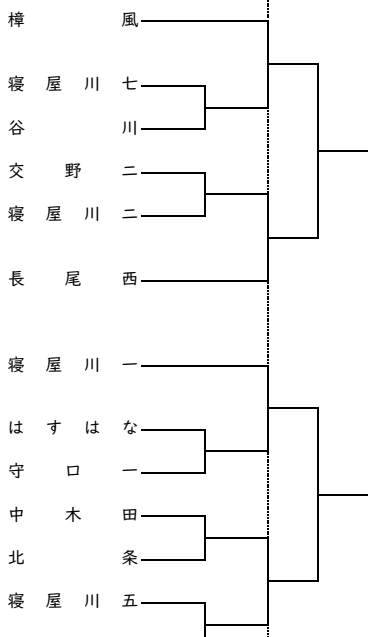 樟風
寝屋川七
谷川
交野二
寝屋川二
長尾西
寝屋川一
はすはな
守口一
中木田
北条
寝屋川五